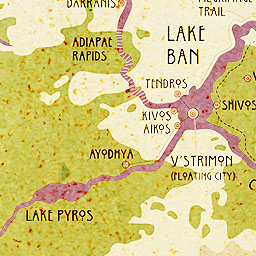 DARRANIS
TRAIL
LAKE
BAN
ADIAPAE
RAPIDS
TENDROS
SHIVOS
KIVOS
AIKOS
AYODHYA
V'STRIMON
(FLOATING CITY)
LAKE PYROS